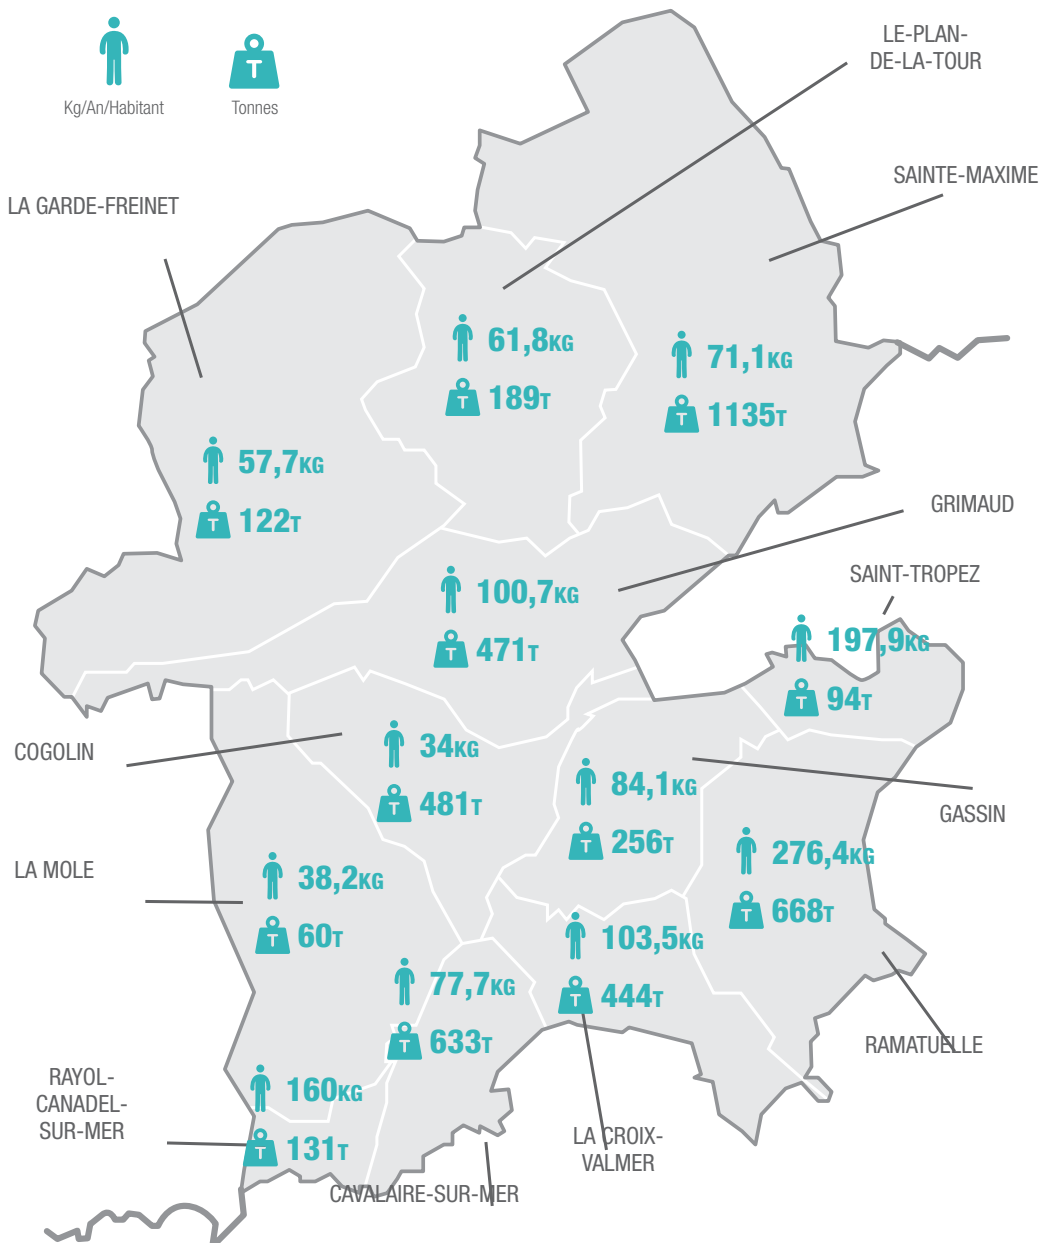 Kg/An/Habitant
Tonnes
LE-PLAN-
DE-LA-TOUR
SAINTE-MAXIME
LA GARDE-FREINET
61,8KG
189T
71,1KG
1135T
57,7KG
122T
GRIMAUD
100,7KG
471T
SAINT-TROPEZ
197,9KG
94T
COGOLIN
34KG
481T
84,1KG
256T
GASSIN
LA MOLE
38,2KG
60T
276,4KG
668T
103,5KG
444T
77,7KG
633T
RAMATUELLE
RAYOL-
CANADEL-
SUR-MER
160KG
131T
LA CROIX-
VALMER
CAVALAIRE-SUR-MER